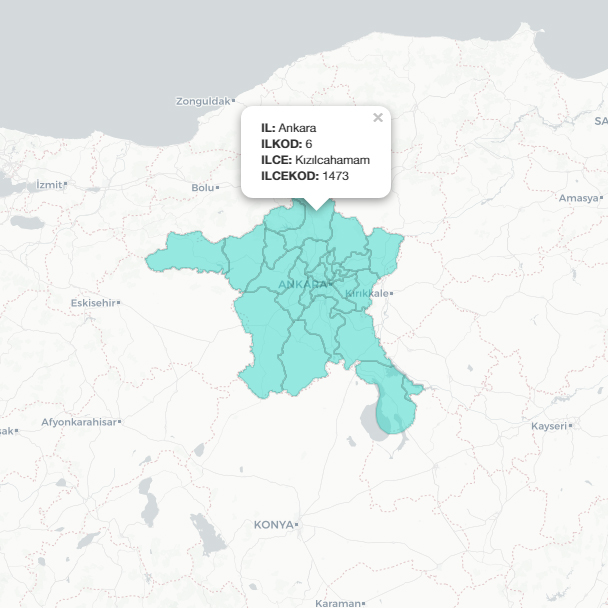 Zonguldak
×
IL: Ankara
ILKOD: 6
ILCE: Kızılcahamam
ILCEKOD: 1473
SA
İzmit
Bolu
Amasya
ANKARA
Kırıkkale
Eskisehir
Afyonkarahisar
sak
Kayseri
KONYA
Karaman